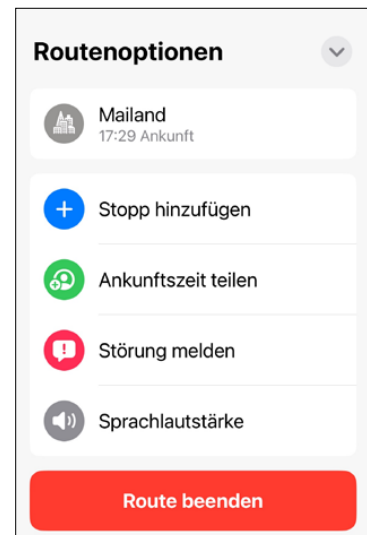 Routenoptionen
Mailand
17:29 Ankunft
Stopp hinzufügen
Ankunftszeit teilen
Störung melden
Sprachlautstärke
Route beenden